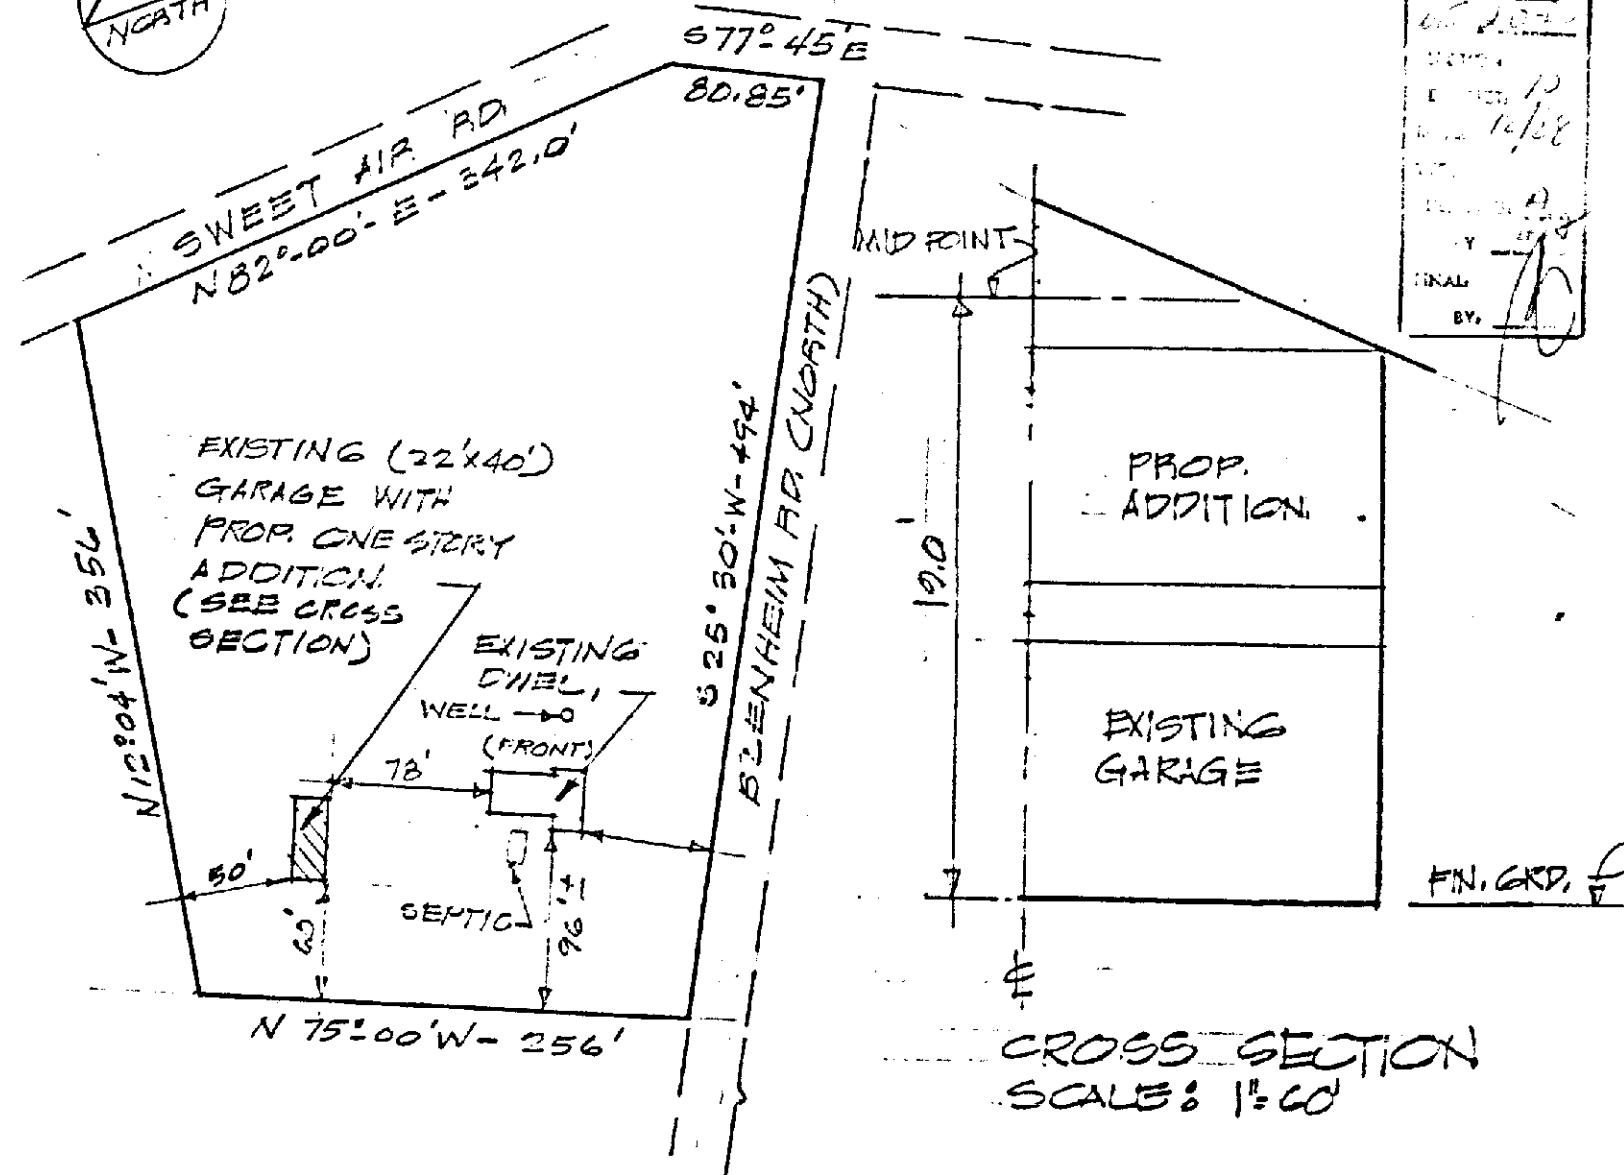 NORTH
S77°-45'E
80.85'
SWEET AIR RD.
N82°-00'-E-342.0'
MID POINT
EXISTING (22'x40')
GARAGE WITH
PROP. ONE STORY
ADDITION.
(SEE CROSS
SECTION)
N12°04'W-356'
EXISTING
DWEL.
WELL
(FRONT)
78'
50'
60'
SEPTIC
96'±
S25°30'-W-494'
BLENHEIM RD. (NORTH)
N 75°00'W- 256'
PROP.
ADDITION.
19.0'
EXISTING
GARAGE
FIN. GRD.
CROSS SECTION
SCALE: 1"=60'
FINAL
BY.